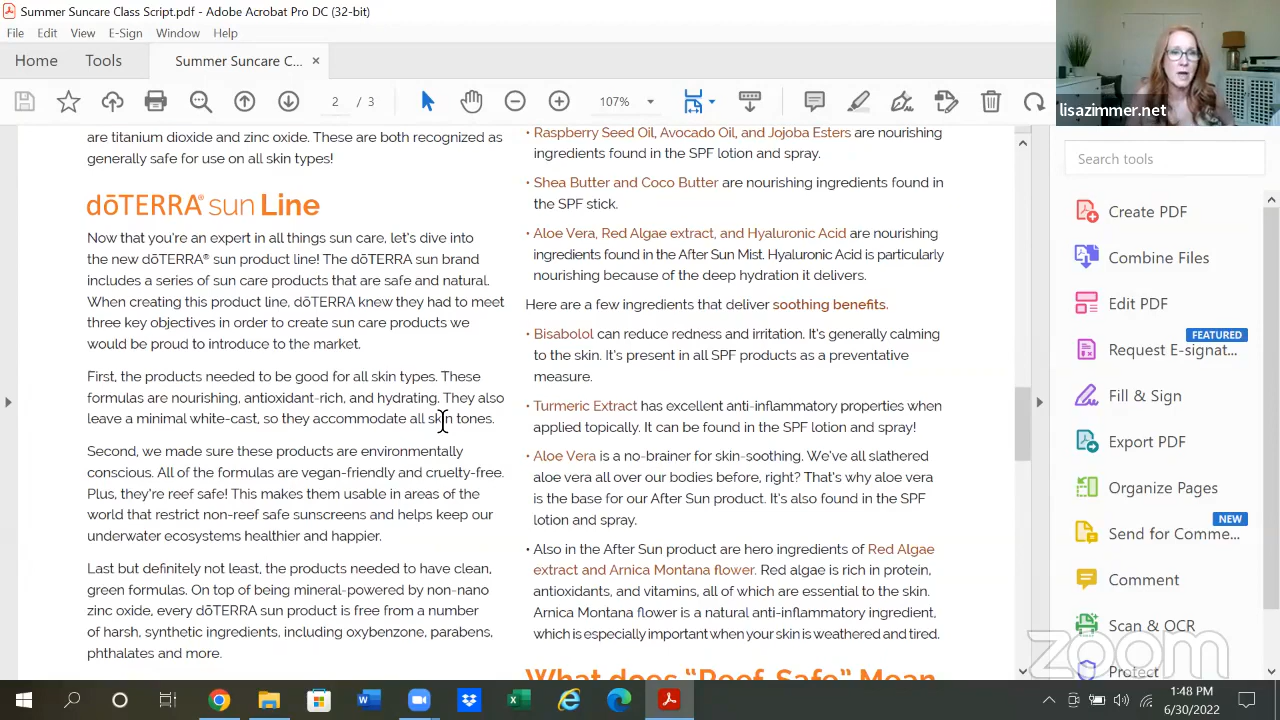 Summer Suncare Class Script.pdf - Adobe Acrobat Pro DC (32-bit)
File Edit View E-Sign Window Help
Home Tools Summer Suncare C... ×
2 / 3 107%
lisazimmer.net
are titanium dioxide and zinc oxide. These are both recognized as
generally safe for use on all skin types!
dōTERRA® sun Line
Now that you're an expert in all things sun care, let's dive into
the new dōTERRA® sun product line! The dōTERRA sun brand
includes a series of sun care products that are safe and natural.
When creating this product line, dōTERRA knew they had to meet
three key objectives in order to create sun care products we
would be proud to introduce to the market.
First, the products needed to be good for all skin types. These
formulas are nourishing, antioxidant-rich, and hydrating. They also
leave a minimal white-cast, so they accommodate all skin tones.
Second, we made sure these products are environmentally
conscious. All of the formulas are vegan-friendly and cruelty-free.
Plus, they're reef safe! This makes them usable in areas of the
world that restrict non-reef safe sunscreens and helps keep our
underwater ecosystems healthier and happier.
Last but definitely not least, the products needed to have clean,
green formulas. On top of being mineral-powered by non-nano
zinc oxide, every dōTERRA sun product is free from a number
of harsh, synthetic ingredients, including oxybenzone, parabens,
phthalates and more.
• Raspberry Seed Oil, Avocado Oil, and Jojoba Esters are nourishing
ingredients found in the SPF lotion and spray.
• Shea Butter and Coco Butter are nourishing ingredients found in
the SPF stick.
• Aloe Vera, Red Algae extract, and Hyaluronic Acid are nourishing
ingredients found in the After Sun Mist. Hyaluronic Acid is particularly
nourishing because of the deep hydration it delivers.
Here are a few ingredients that deliver soothing benefits.
• Bisabolol can reduce redness and irritation. It's generally calming
to the skin. It's present in all SPF products as a preventative
measure.
• Turmeric Extract has excellent anti-inflammatory properties when
applied topically. It can be found in the SPF lotion and spray!
• Aloe Vera is a no-brainer for skin-soothing. We've all slathered
aloe vera all over our bodies before, right? That's why aloe vera
is the base for our After Sun product. It's also found in the SPF
lotion and spray.
• Also in the After Sun product are hero ingredients of Red Algae
extract and Arnica Montana flower. Red algae is rich in protein,
antioxidants, and vitamins, all of which are essential to the skin.
Arnica Montana flower is a natural anti-inflammatory ingredient,
which is especially important when your skin is weathered and tired.
What does “Reef-Safe” Mean
Search tools
Create PDF
Combine Files
Edit PDF
FEATURED
Request E-signat...
Fill & Sign
Export PDF
Organize Pages
NEW
Send for Comme...
Comment
Scan & OCR
Protect
zoom
1:48 PM
6/30/2022